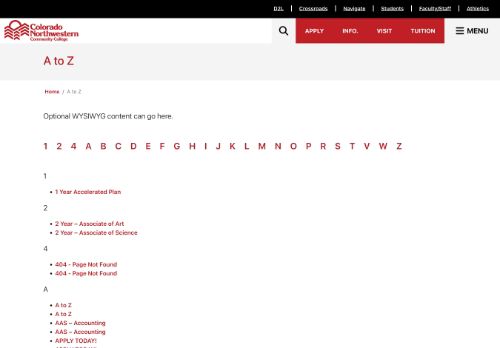 D2L Crossroads Navigate Students Faculty/Staff Athletics
Colorado
Northwestern
Community College
APPLY INFO. VISIT TUITION MENU
A to Z
Home / A to Z
Optional WYSIWYG content can go here.
1 2 4 A B C D E F G H I J K L M N O P R S T V W Z
1
• 1 Year Accelerated Plan
2
• 2 Year – Associate of Art
• 2 Year – Associate of Science
4
• 404 - Page Not Found
• 404 - Page Not Found
A
• A to Z
• A to Z
• AAS – Accounting
• AAS – Accounting
• APPLY TODAY!